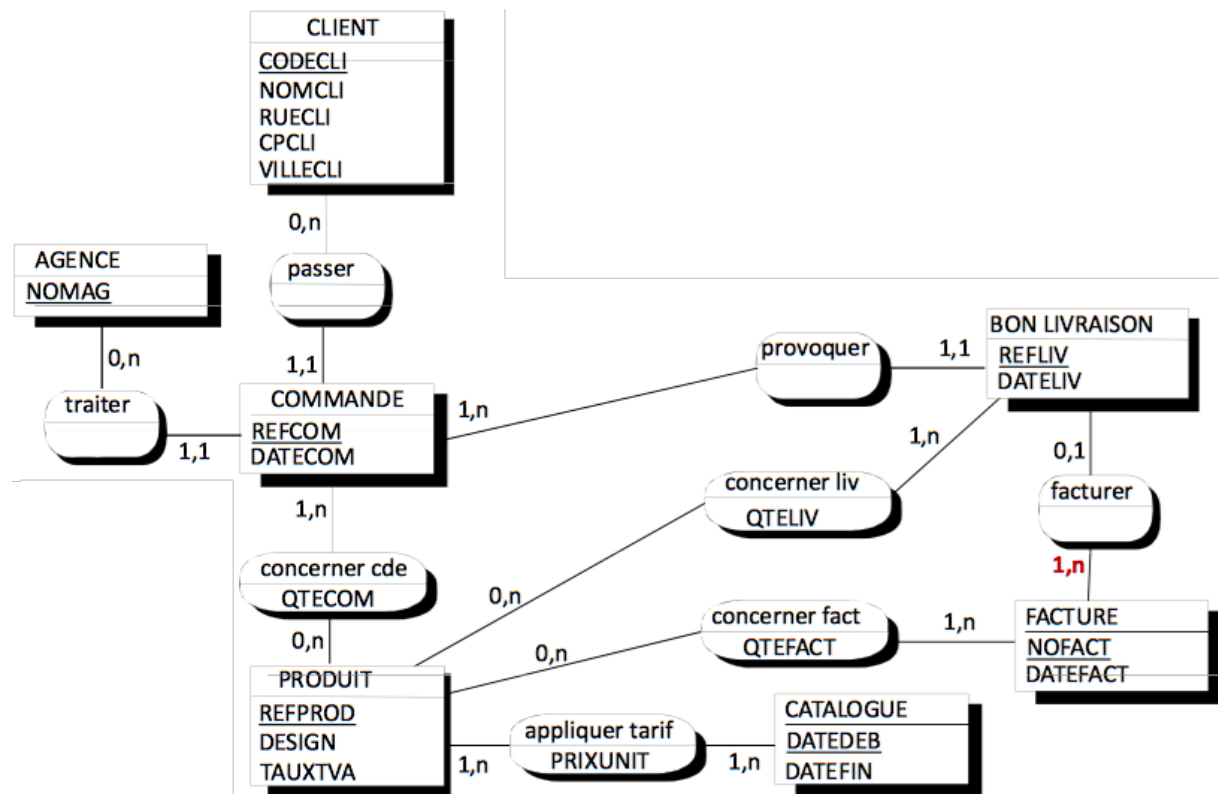 CLIENT
CODECLI
NOMCLI
RUECLI
CPCLI
VILLECLI
0,n
passer
1,1
AGENCE
NOMAG
0,n
traiter
1,1
COMMANDE
REFCOM
DATECOM
1,n
provoquer
1,1
BON LIVRAISON
REFLIV
DATELIV
1,n
concerner liv
QTELIV
0,n
0,1
facturer
1,n
1,n
concerner cde
QTECOM
0,n
concerner fact
QTEFACT
0,n
1,n
FACTURE
NOFACT
DATEFACT
PRODUIT
REFPROD
DESIGN
TAUXTVA
1,n
appliquer tarif
PRIXUNIT
1,n
CATALOGUE
DATEDEB
DATEFIN